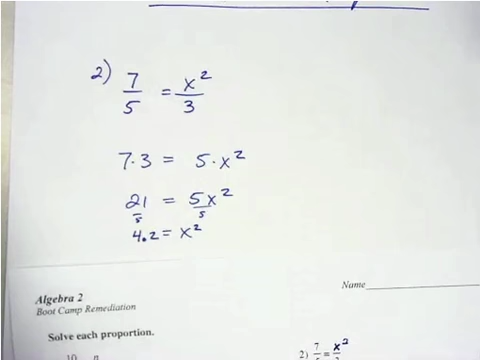 2) 7/5 = x²/3
7·3 = 5·x²
21/5 = 5x²/5
4.2 = x²
Name
Algebra 2
Boot Camp Remediation
Solve each proportion.
2) 7/5 = x²/3
10 n